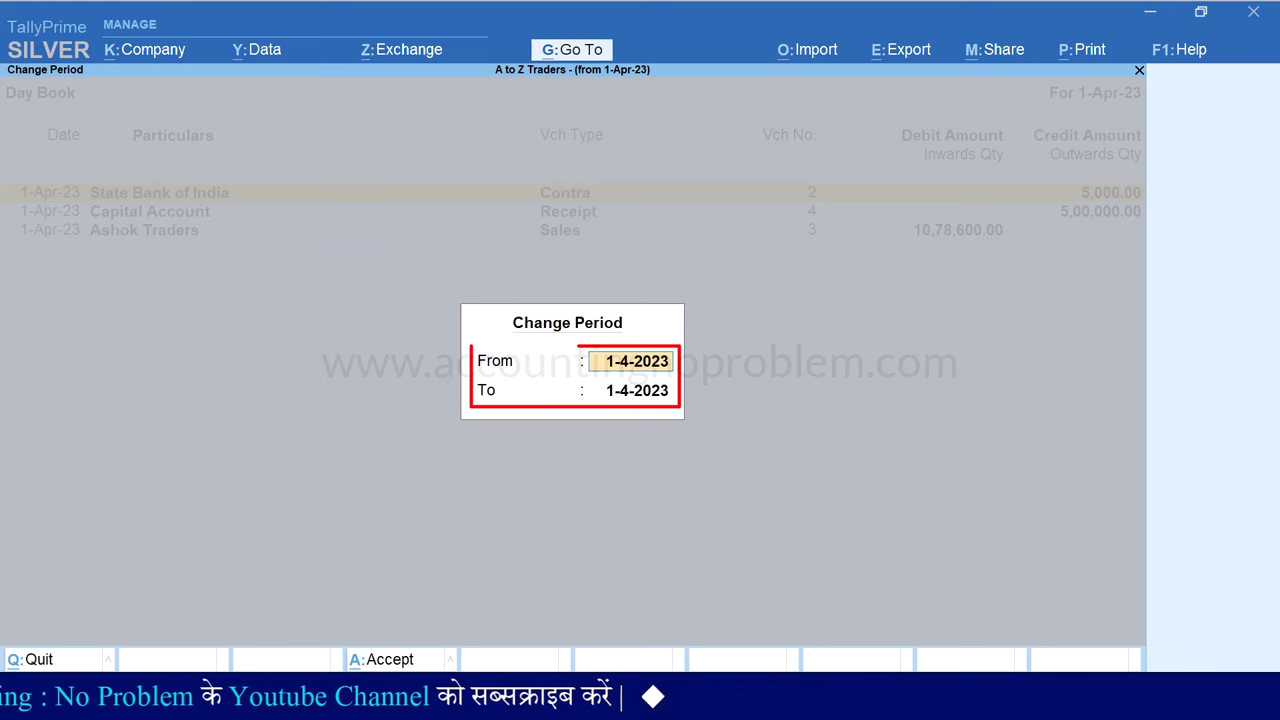 TallyPrime MANAGE
SILVER K:Company Y:Data Z:Exchange G:Go To O:Import E:Export M:Share P:Print F1:Help
Change Period A to Z Traders - (from 1-Apr-23)
Day Book For 1-Apr-23
Date Particulars Vch Type Vch No. Debit Amount Credit Amount
Inwards Qty Outwards Qty
1-Apr-23 State Bank of India Contra 2 5,000.00
1-Apr-23 Capital Account Receipt 4 5,00,000.00
1-Apr-23 Ashok Traders Sales 3 10,78,600.00
Change Period
From : 1-4-2023
www.accountingnoproblem.com
To : 1-4-2023
Q:Quit A:Accept
ing : No Problem के Youtube Channel को सब्सक्राइब करें |